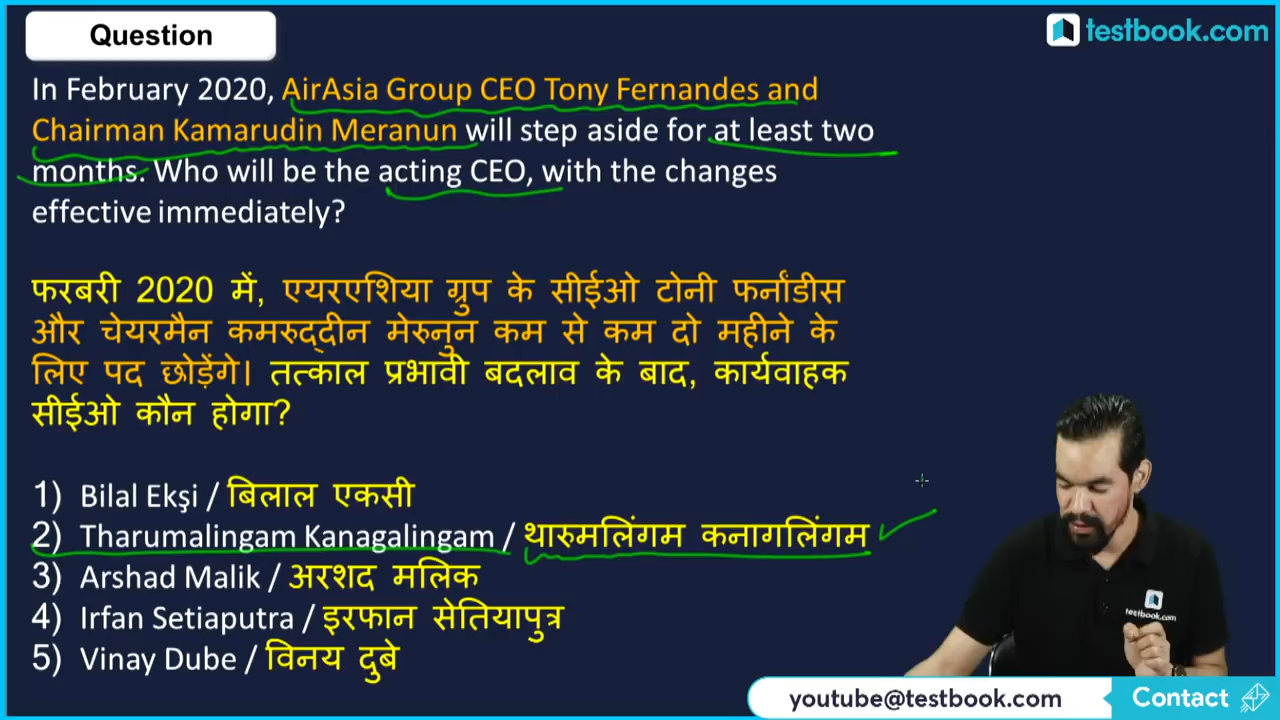 Question
testbook.com
In February 2020, AirAsia Group CEO Tony Fernandes and
Chairman Kamarudin Meranun will step aside for at least two
months. Who will be the acting CEO, with the changes
effective immediately?
फरबरी 2020 में, एयरएशिया ग्रुप के सीईओ टोनी फर्नांडीस
और चेयरमैन कमरुद्दीन मेरुनुन कम से कम दो महीने के
लिए पद छोड़ेंगे। तत्काल प्रभावी बदलाव के बाद, कार्यवाहक
सीईओ कौन होगा?
1) Bilal Ekşi / बिलाल एकसी
2) Tharumalingam Kanagalingam / थारुमलिंगम कनागलिंगम
3) Arshad Malik / अरशद मलिक
4) Irfan Setiaputra / इरफान सेतियापुत्र
5) Vinay Dube / विनय दुबे
testbook.com
youtube@testbook.com
Contact